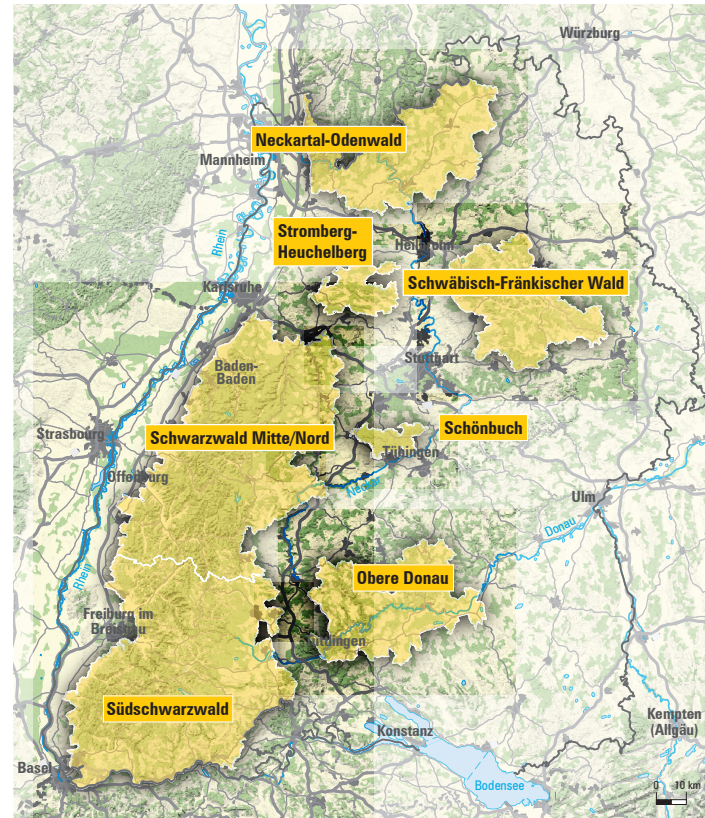 Würzburg
Neckartal-Odenwald
Mannheim
Stromberg-
Heuchelberg
Rhein
Heilbronn
Schwäbisch-Fränkischer Wald
Karlsruhe
Stuttgart
Baden-
Baden
Schönbuch
Strasbourg
Schwarzwald Mitte/Nord
Tübingen
Offenburg
Neckar
Ulm
Donau
Rhein
Obere Donau
Freiburg im
Breisgau
Tuttlingen
Südschwarzwald
Konstanz
Kempten
(Allgäu)
Basel
Bodensee
0 10 km